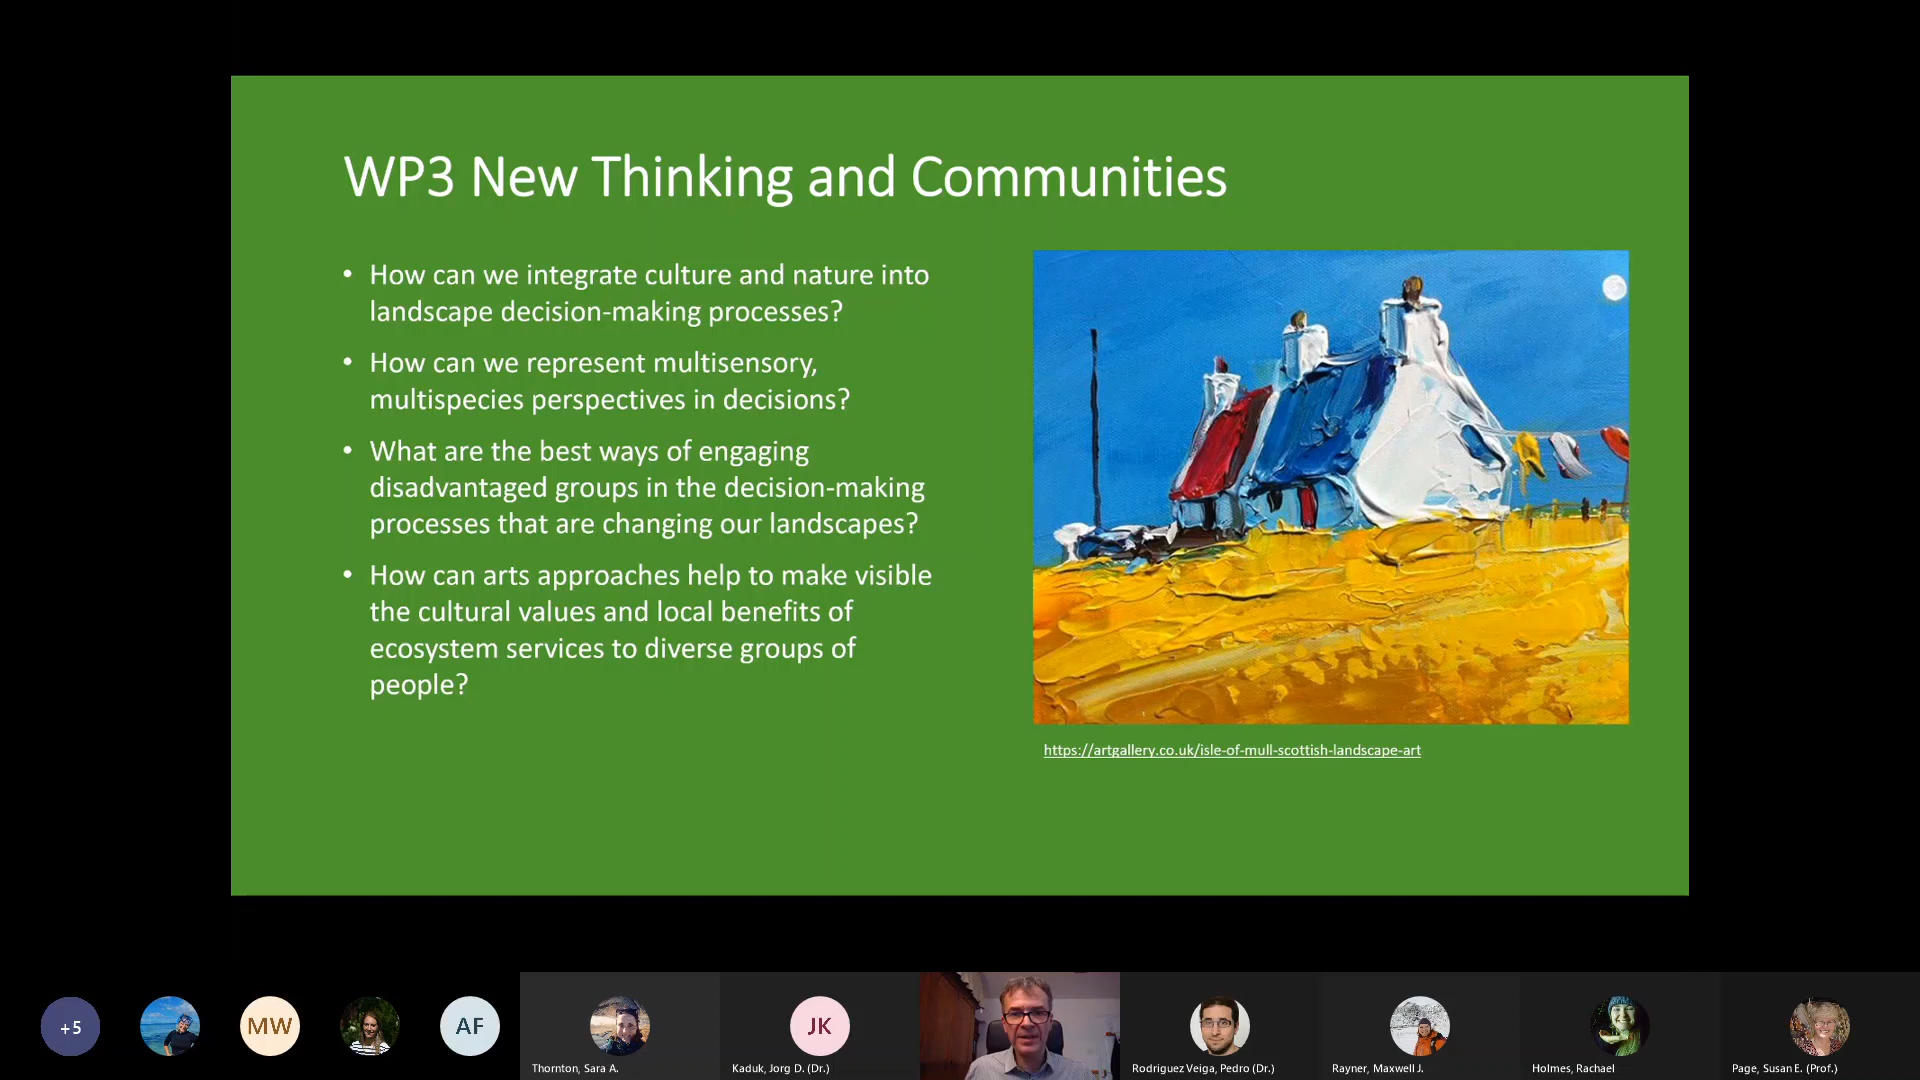 WP3 New Thinking and Communities
• How can we integrate culture and nature into
landscape decision-making processes?
• How can we represent multisensory,
multispecies perspectives in decisions?
• What are the best ways of engaging
disadvantaged groups in the decision-making
processes that are changing our landscapes?
• How can arts approaches help to make visible
the cultural values and local benefits of
ecosystem services to diverse groups of
people?
https://artgallery.co.uk/isle-of-mull-scottish-landscape-art
+5
MW
AF
JK
Thornton, Sara A.
Kaduk, Jorg D. (Dr.)
Rodriguez Veiga, Pedro (Dr.)
Rayner, Maxwell J.
Holmes, Rachael
Page, Susan E. (Prof.)